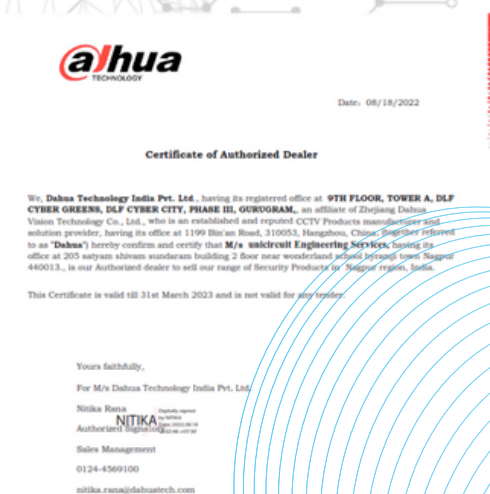 alhua
TECHNOLOGY
Date: 08/18/2022
Certificate of Authorized Dealer
We, Dahua Technology India Pvt. Ltd., having its registered office at 9TH FLOOR, TOWER A, DLF
CYBER GREENS, DLF CYBER CITY, PHASE III, GURUGRAM,, an affiliate of Zhejiang Dahua
Vision Technology Co., Ltd., who is an established and reputed CCTV Products manufacturer and
solution provider, having its office at 1199 Bin'an Road, 310053, Hangzhou, China, (together referred
to as "Dahua") hereby confirm and certify that M/s unicircuit Engineering Services, having its
office at 205 satyam shivam sundaram building 2 floor near wonderland school byramji town Nagpur
440013., is our Authorized dealer to sell our range of Security Products in Nagpur region, India.
This Certificate is valid till 31st March 2023 and is not valid for any tender.
Yours faithfully,
For M/s Dahua Technology India Pvt. Ltd.
Nitika Rana
NITIKA
Digitally signed
by NITIKA
Authorized Signatory
Sales Management
0124-4569100
nitika.rana@dahuatech.com